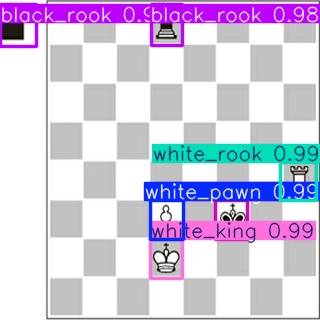 black_rook 0.9
black_rook 0.98
white_rook 0.99
white_pawn 0.99
white_king 0.99